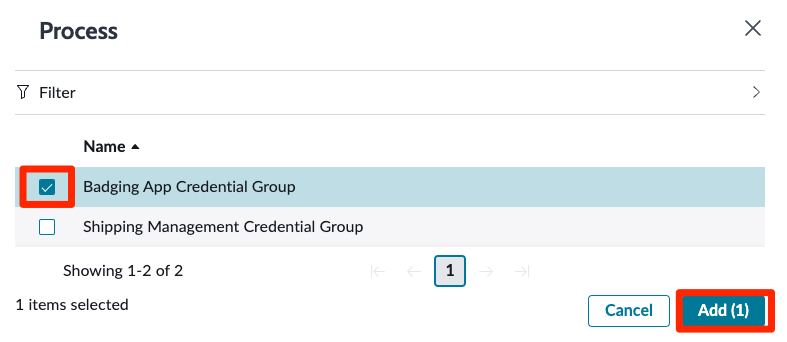 Process
Filter
Name
Badging App Credential Group
Shipping Management Credential Group
Showing 1-2 of 2
1
1 items selected
Cancel
Add (1)